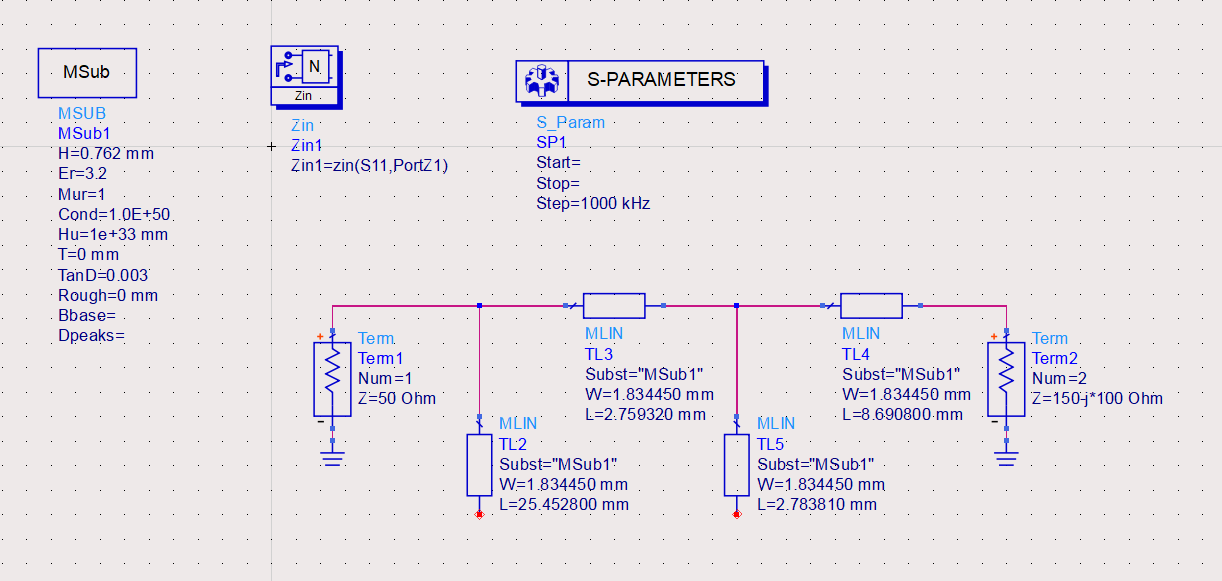 MSub
MSUB
MSub1
H=0.762 mm
Er=3.2
Mur=1
Cond=1.0E+50
Hu=1e+33 mm
T=0 mm
TanD=0.003
Rough=0 mm
Bbase=
Dpeaks=
N
Zin
Zin
Zin1
Zin1=zin(S11,PortZ1)
S-PARAMETERS
S_Param
SP1
Start=
Stop=
Step=1000 kHz
+
Term
Term1
Num=1
Z=50 Ohm
-
MLIN
TL2
Subst="MSub1"
W=1.834450 mm
L=25.452800 mm
MLIN
TL3
Subst="MSub1"
W=1.834450 mm
L=2.759320 mm
MLIN
TL5
Subst="MSub1"
W=1.834450 mm
L=2.783810 mm
MLIN
TL4
Subst="MSub1"
W=1.834450 mm
L=8.690800 mm
+
Term
Term2
Num=2
Z=150-j*100 Ohm
-